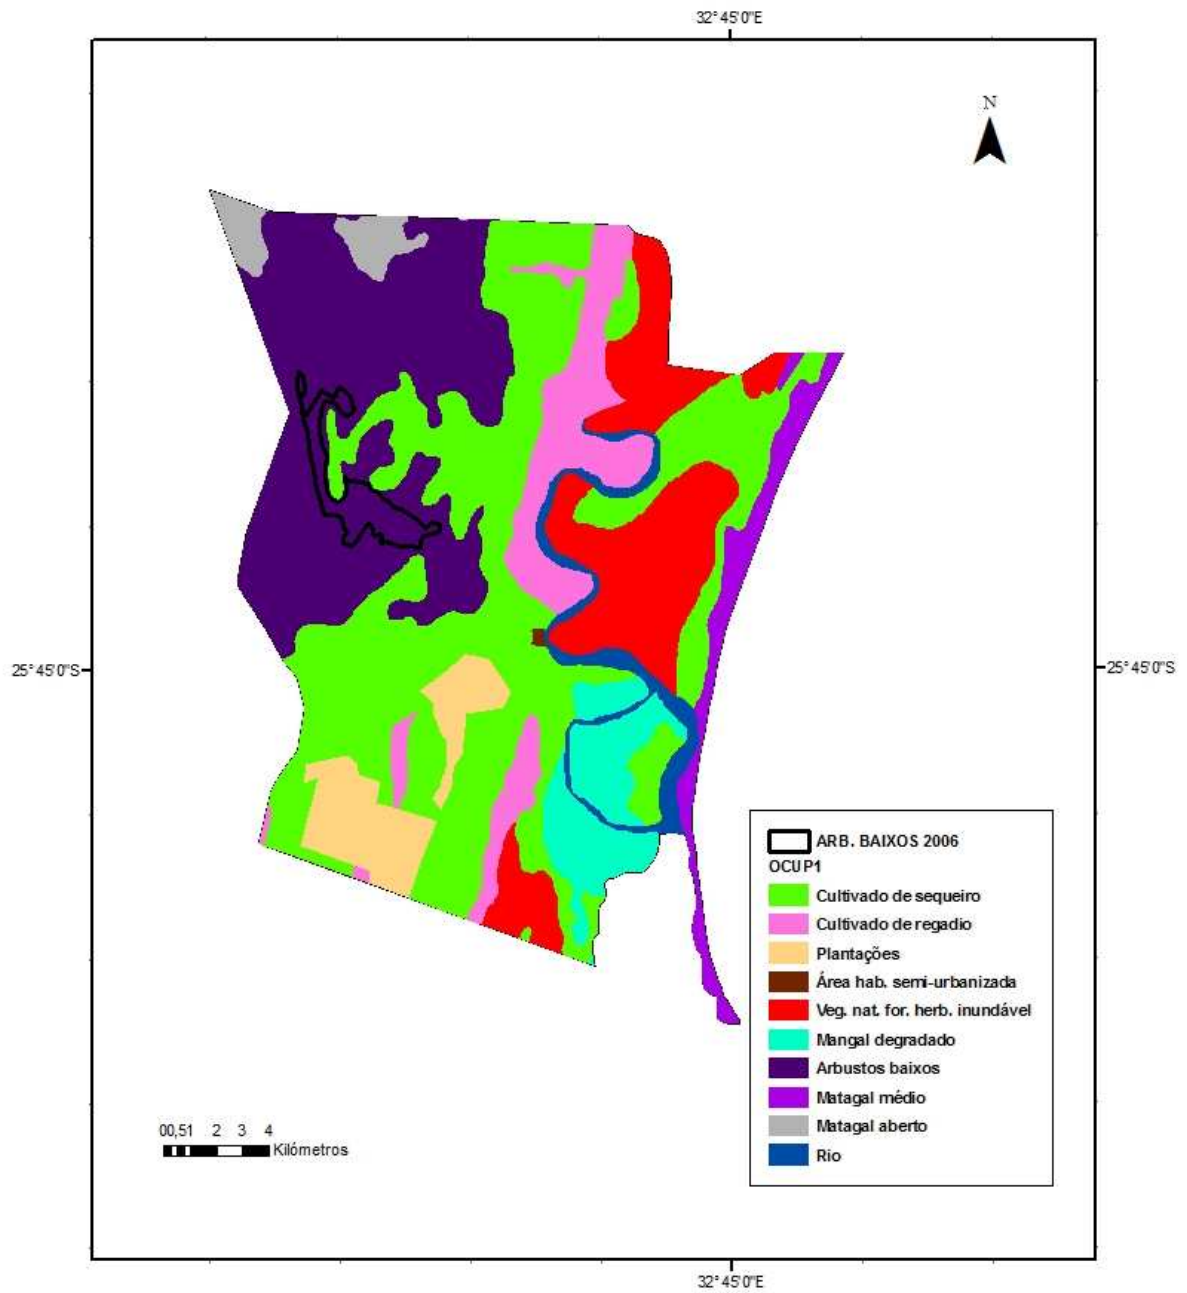 32°45'0"E
N
25°45'0"S
25°45'0"S
ARB. BAIXOS 2006
OCUP1
Cultivado de sequeiro
Cultivado de regadio
Plantações
Área hab. semi-urbanizada
Veg. nat. for. herb. inundável
Mangal degradado
Arbustos baixos
Matagal médio
Matagal aberto
Rio
00,51 2 3 4
Kilómetros
32°45'0"E